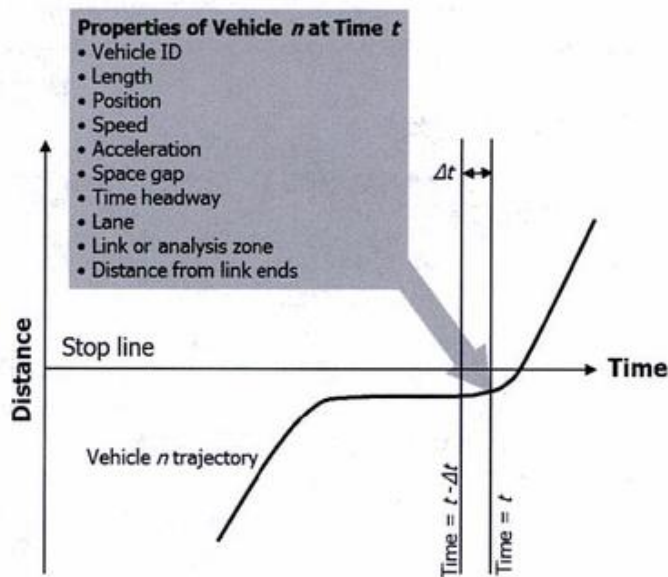 Properties of Vehicle n at Time t
• Vehicle ID
• Length
• Position
• Speed
• Acceleration
• Space gap
• Time headway
• Lane
• Link or analysis zone
• Distance from link ends
Δt
Stop line
Time
Distance
Vehicle n trajectory
Time = t -Δt
Time = t